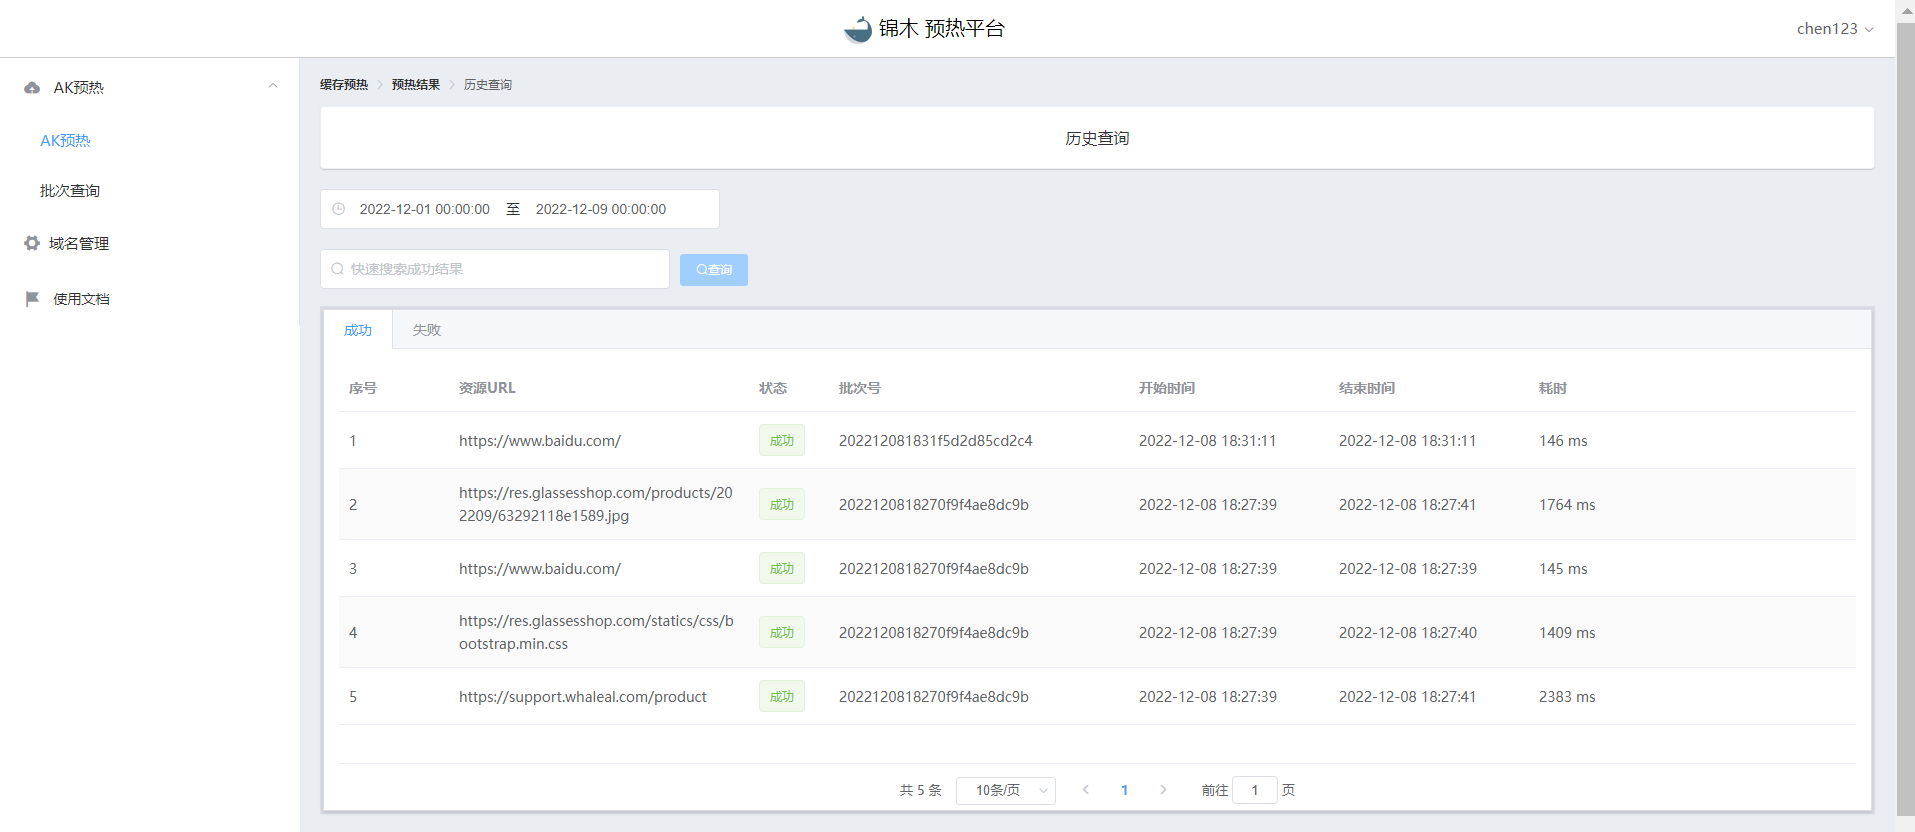 锦木 预热平台
chen123
AK预热
AK预热
批次查询
域名管理
使用文档
缓存预热 > 预热结果 > 历史查询
历史查询
2022-12-01 00:00:00 至 2022-12-09 00:00:00
快速搜索成功结果
查询
成功 失败
序号 资源URL 状态 批次号 开始时间 结束时间 耗时
1 https://www.baidu.com/ 成功 202212081831f5d2d85cd2c4 2022-12-08 18:31:11 2022-12-08 18:31:11 146 ms
https://res.glassesshop.com/products/20
2 2202209/63292118e1589.jpg 成功 2022120818270f9f4ae8dc9b 2022-12-08 18:27:39 2022-12-08 18:27:41 1764 ms
3 https://www.baidu.com/ 成功 2022120818270f9f4ae8dc9b 2022-12-08 18:27:39 2022-12-08 18:27:39 145 ms
https://res.glassesshop.com/statics/css/b
4 ootstrap.min.css 成功 2022120818270f9f4ae8dc9b 2022-12-08 18:27:39 2022-12-08 18:27:40 1409 ms
5 https://support.whaleal.com/product 成功 2022120818270f9f4ae8dc9b 2022-12-08 18:27:39 2022-12-08 18:27:41 2383 ms
共 5 条 10条/页 1 前往 1 页